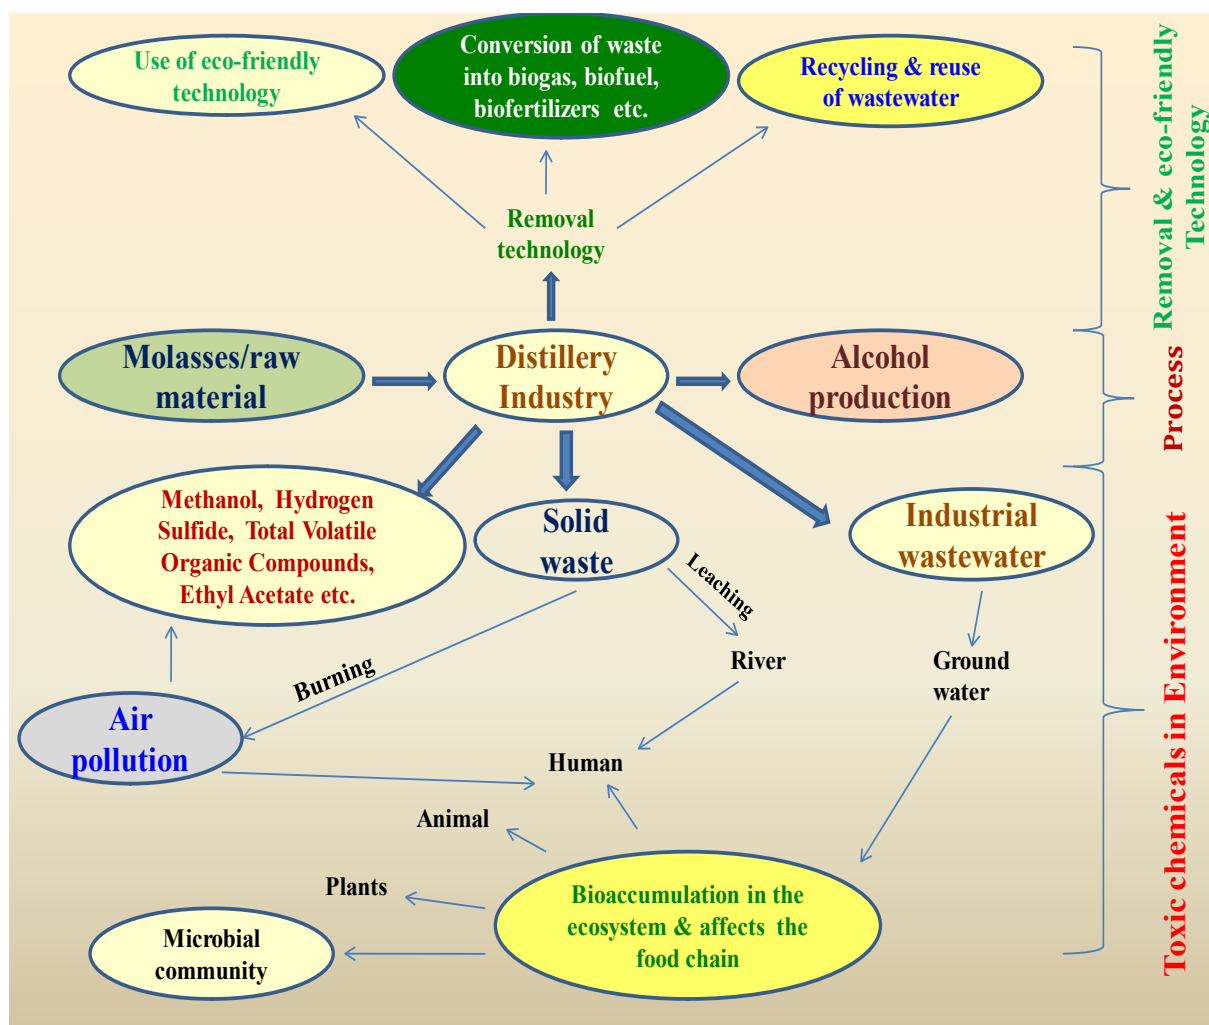 Use of eco-friendly
technology
Conversion of waste
into biogas, biofuel,
biofertilizers etc.
Recycling & reuse
of wastewater
Removal
technology
Removal & eco-friendly
Technology
Molasses/raw
material
Distillery
Industry
Alcohol
production
Process
Methanol, Hydrogen
Sulfide, Total Volatile
Organic Compounds,
Ethyl Acetate etc.
Solid
waste
Industrial
wastewater
Leaching
River
Ground
water
Burning
Air
pollution
Human
Animal
Plants
Microbial
community
Bioaccumulation in the
ecosystem & affects the
food chain
Toxic chemicals in Environment